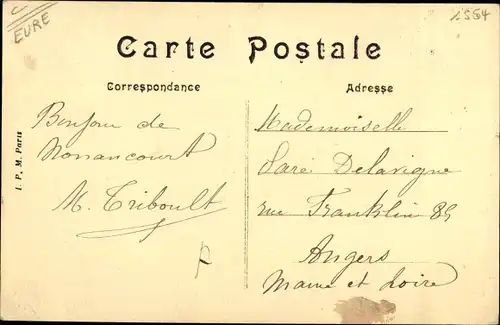 EURE
1554
Carte Postale
Correspondance
Adresse
Bonjour de
Nonancourt
M. Triboult
Mademoiselle
Delavigne
rue Franklin 85
Angers
Maine et Loire
I. P. M. Paris